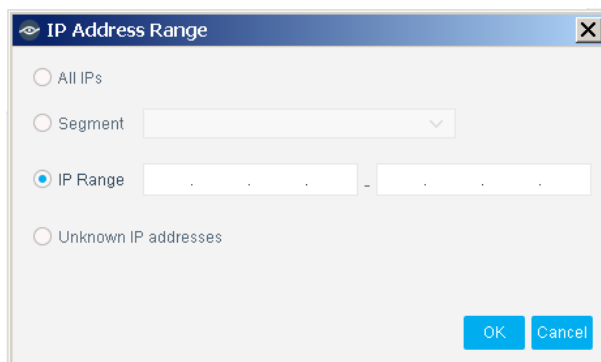 IP Address Range
All IPs
Segment
IP Range . . . - . . .
Unknown IP addresses
OK Cancel